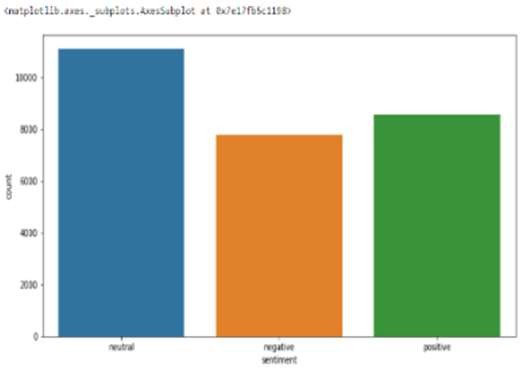 <matplotlib.axes._subplots.AxesSubplot at 0x7e17fb5c1198>
10000
8000
6000
4000
2000
0
count
neutral negative positive
sentiment